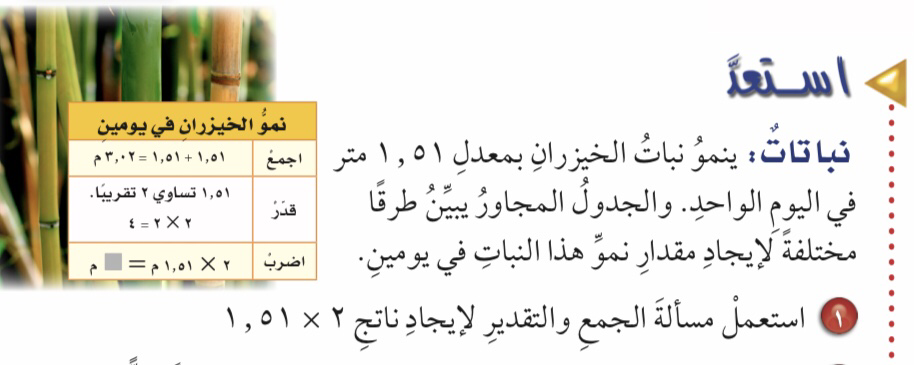 استعدَّ
نباتاتٌ: ينموُ نباتُ الخيزرانِ بمعدلِ ١,٥١ متر
في اليومِ الواحدِ. والجدولُ المجاورُ يبيِّنُ طرقًا
مختلفةً لإيجادِ مقدارِ نموِّ هذا النباتِ في يومينِ.
نموُّ الخيزرانِ في يومينِ
اجمعْ ١,٥١ + ١,٥١ = ٣,٠٢ م
قدِّرْ ١,٥١ تساوي ٢ تقريبًا.
٢ × ٢ = ٤
اضربْ ٢ × ١,٥١ م = م
١ استعملْ مسألةَ الجمعِ والتقديرِ لإيجادِ ناتجِ ٢ × ١,٥١